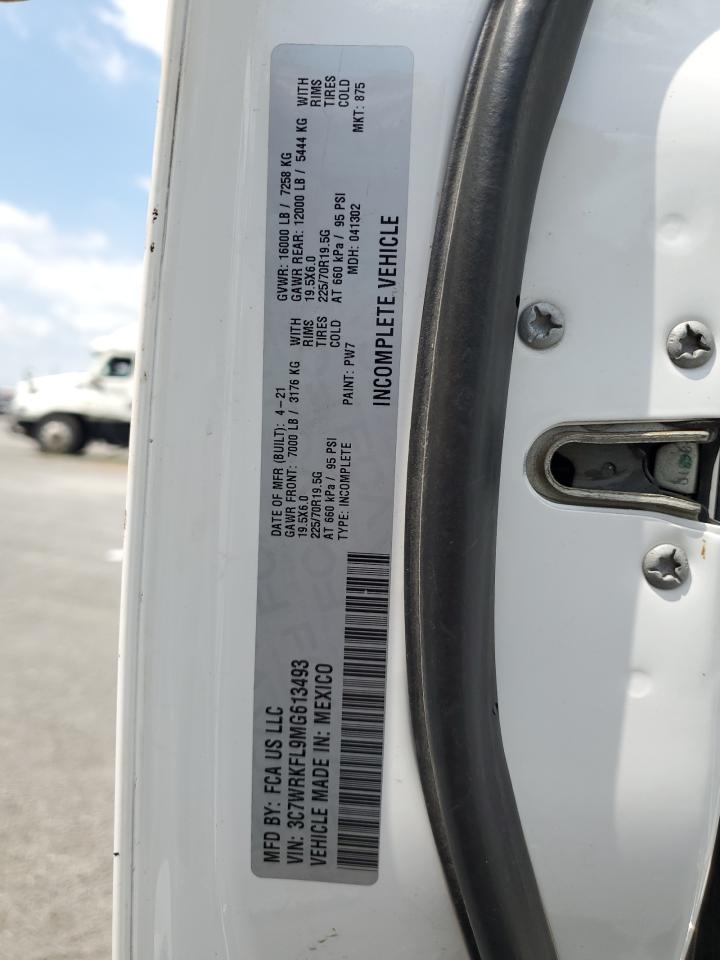 MFD BY: FCA US LLC
VIN: 3C7WRKFL9MG613493
VEHICLE MADE IN: MEXICO
DATE OF MFR (BUILT): 4-21
GAWR FRONT: 7000 LB / 3176 KG WITH
19.5X6.0 RIMS
225/70R19.5G TIRES
AT 660 kPa / 95 PSI COLD
TYPE: INCOMPLETE PAINT: PW7
GVWR: 16000 LB / 7258 KG
GAWR REAR: 12000 LB / 5444 KG WITH
19.5X6.0 RIMS
225/70R19.5G TIRES
AT 660 kPa / 95 PSI COLD
MDH: 041302 MKT: 875
INCOMPLETE VEHICLE